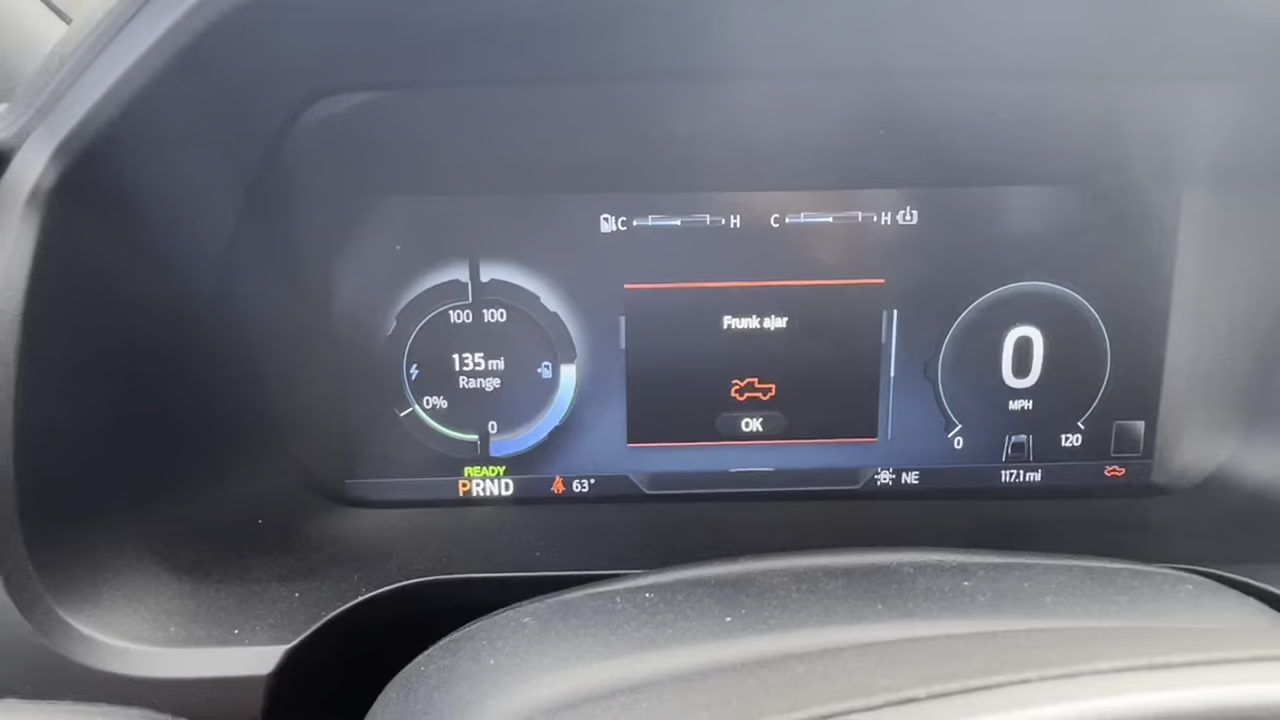 C H C H
100 100
135 mi
Range
0%
0
Frunk ajar
OK
0
MPH
0 120
READY
PRND 63° NE 117.1 mi